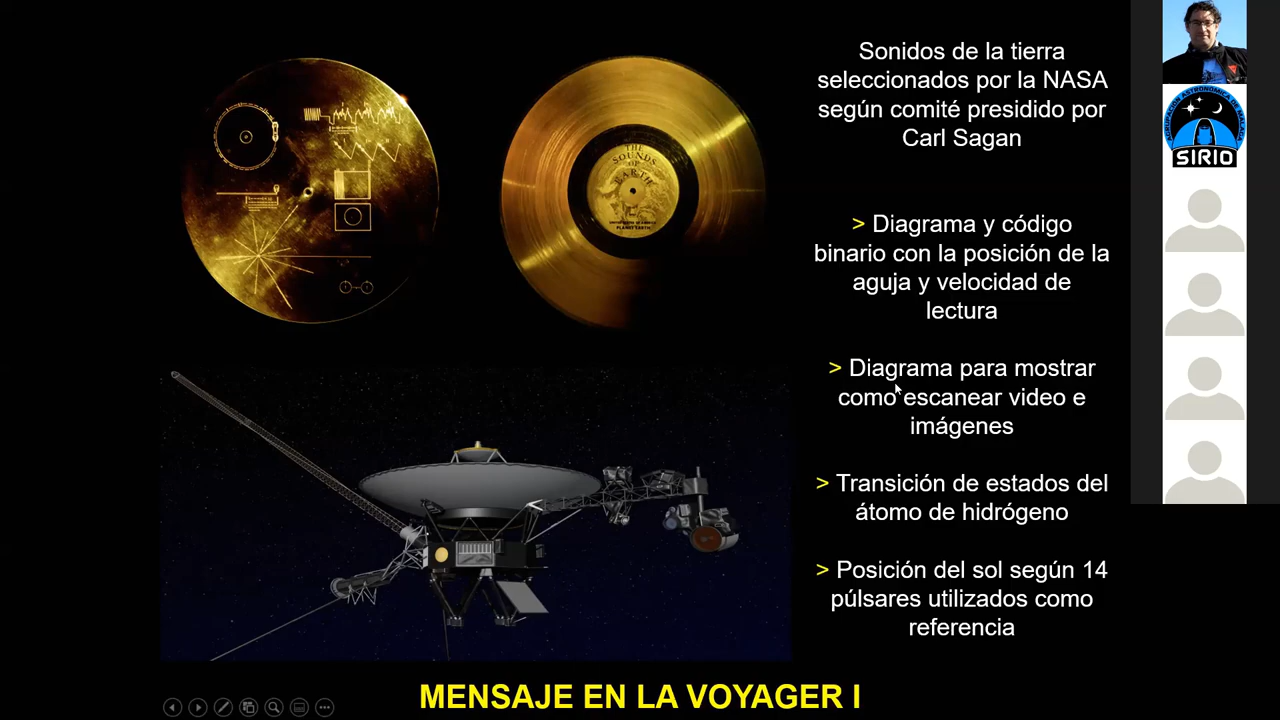 Sonidos de la tierra
seleccionados por la NASA
según comité presidido por
Carl Sagan
> Diagrama y código
binario con la posición de la
aguja y velocidad de
lectura
> Diagrama para mostrar
como escanear video e
imágenes
> Transición de estados del
átomo de hidrógeno
> Posición del sol según 14
púlsares utilizados como
referencia
MENSAJE EN LA VOYAGER I
THE
SOUNDS
OF
EARTH
PLANET EARTH
SIRIO